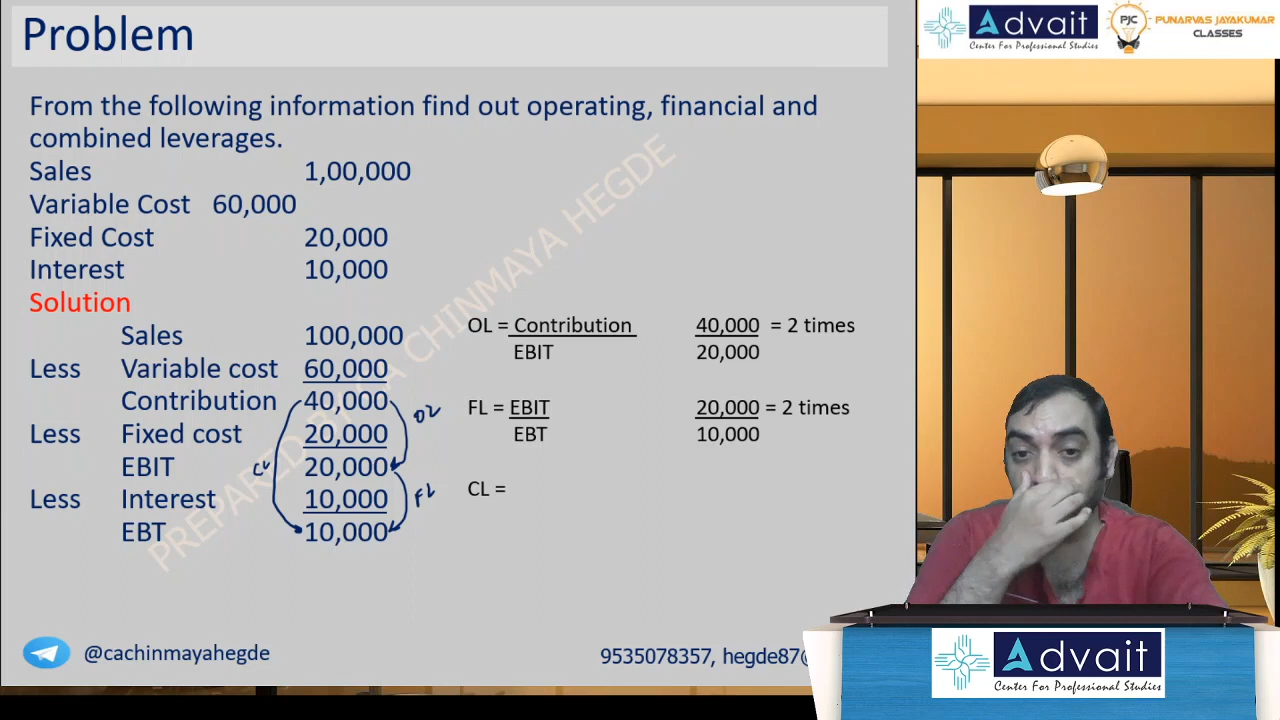 Problem
From the following information find out operating, financial and
combined leverages.
Sales 1,00,000
Variable Cost 60,000
Fixed Cost 20,000
Interest 10,000
Solution
Sales 100,000
Less Variable cost 60,000
Contribution 40,000
Less Fixed cost 20,000
EBIT 20,000
Less Interest 10,000
EBT 10,000
OL
FL
CL
OL = Contribution 40,000 = 2 times
EBIT 20,000
FL = EBIT 20,000 = 2 times
EBT 10,000
CL =
PREPARED BY CA CHINMAYA HEGDE
@cachinmayahegde
9535078357, hegde87@
Advait
Center For Professional Studies
PJC
PUNARVAS JAYAKUMAR
CLASSES
Advait
Center For Professional Studies